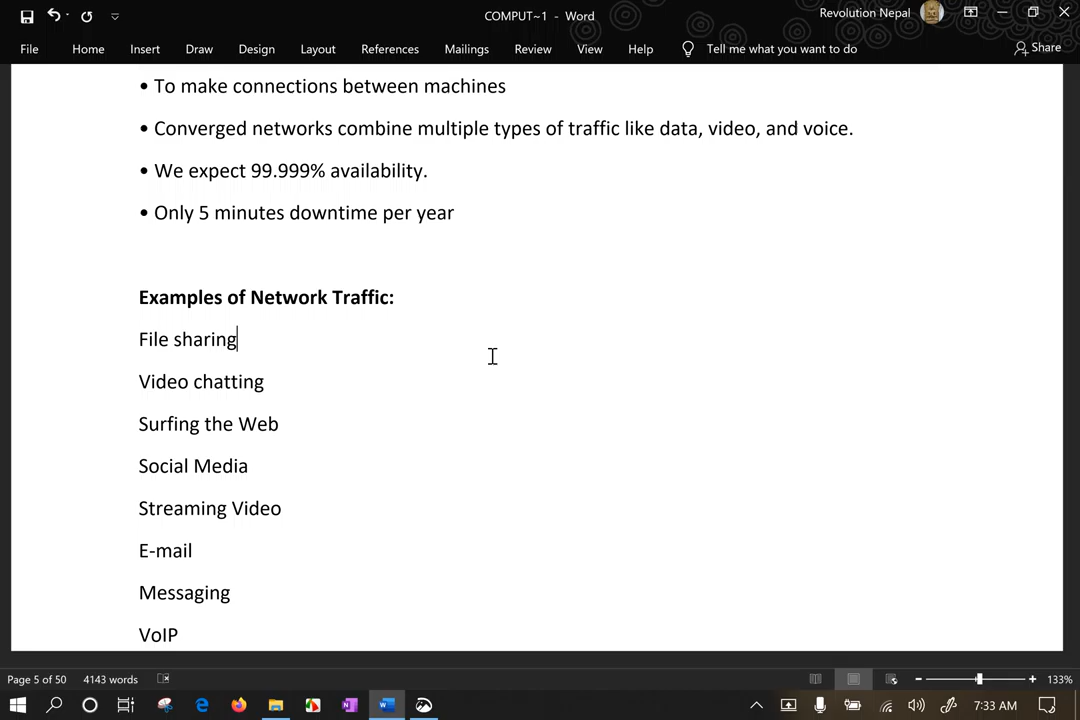 COMPUT~1 - Word
Revolution Nepal
File Home Insert Draw Design Layout References Mailings Review View Help Tell me what you want to do Share
• To make connections between machines
• Converged networks combine multiple types of traffic like data, video, and voice.
• We expect 99.999% availability.
• Only 5 minutes downtime per year
Examples of Network Traffic:
File sharing
Video chatting
Surfing the Web
Social Media
Streaming Video
E-mail
Messaging
VoIP
Page 5 of 50 4143 words 133%
7:33 AM